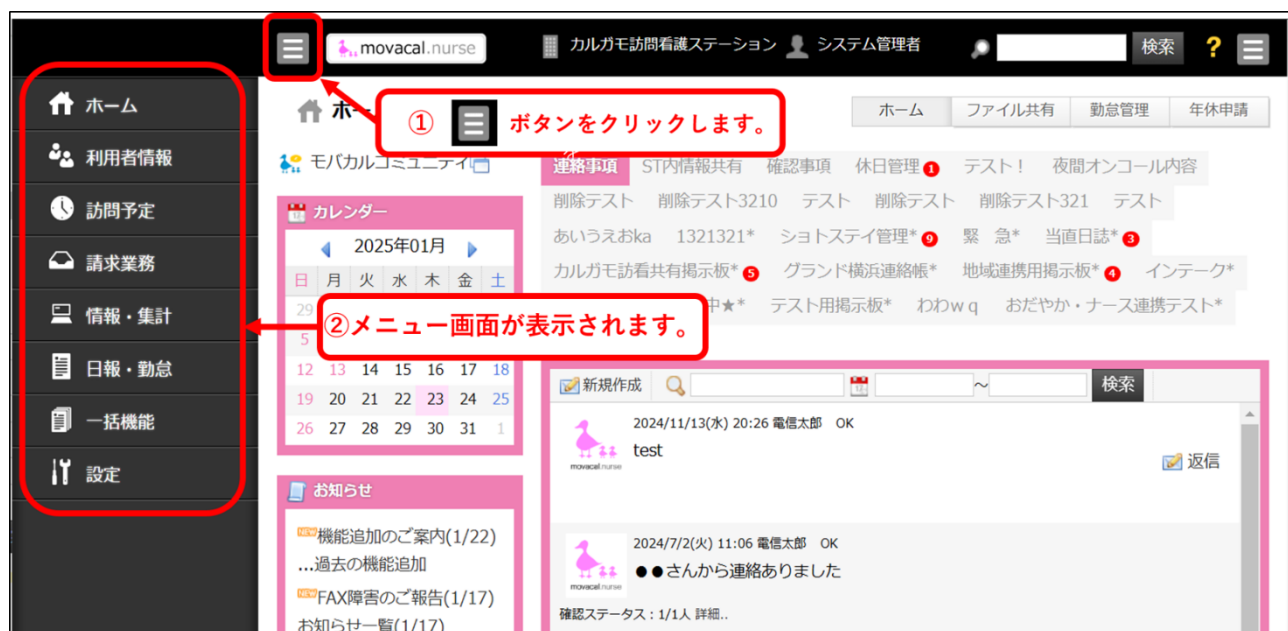 movacal.nurse カルガモ訪問看護ステーション システム管理者 検索 ?
ホーム
利用者情報
訪問予定
請求業務
情報・集計
日報・勤怠
一括機能
設定
ホー
① ボタンをクリックします。
ホーム ファイル共有 勤怠管理 年休申請
モバカルコミュニティ
カレンダー
2025年01月
日 月 火 水 木 金 土
29
5
②メニュー画面が表示されます。
12 13 14 15 16 17 18
19 20 21 22 23 24 25
26 27 28 29 30 31 1
お知らせ
機能追加のご案内(1/22)
...過去の機能追加
FAX障害のご報告(1/17)
お知らせ一覧(1/17)
連絡事項 ST内情報共有 確認事項 休日管理 1 テスト! 夜間オンコール内容
削除テスト 削除テスト3210 テスト 削除テスト 削除テスト321 テスト
あいうえおka 1321321* ショトステイ管理* 9 緊 急* 当直日誌* 3
カルガモ訪看共有掲示板* 5 グランド横浜連絡帳* 地域連携用掲示板* 4 インテーク*
中★* テスト用掲示板* わわw q おだやか・ナース連携テスト*
新規作成 ～ 検索
2024/11/13(水) 20:26 電信太郎 OK
test
movacal.nurse
返信
2024/7/2(火) 11:06 電信太郎 OK
●●さんから連絡ありました
movacal.nurse
確認ステータス : 1/1人 詳細..